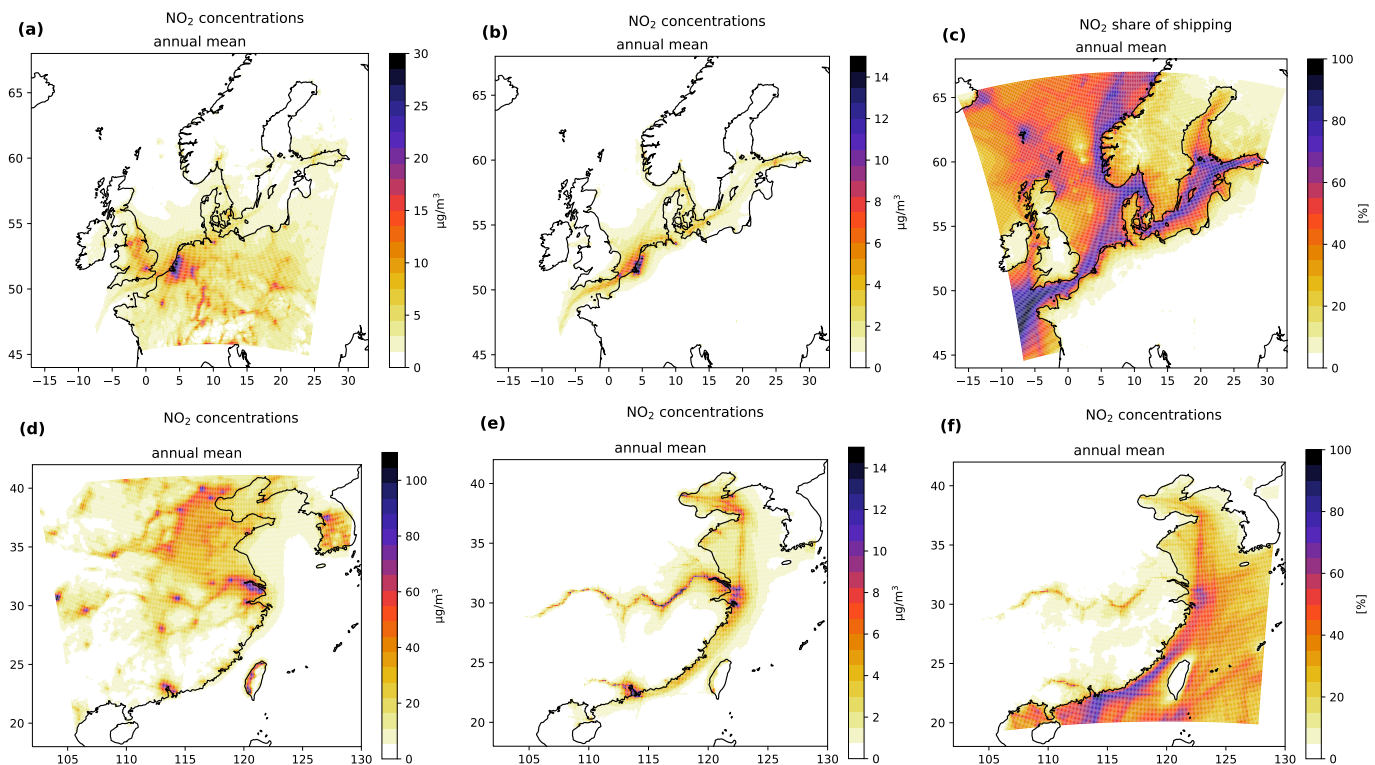 (a)
NO₂ concentrations
annual mean
65
60
55
50
45
−15 −10 −5 0 5 10 15 20 25 30
30
25
20
15
10
5
0
µg/m³
(b)
NO₂ concentrations
annual mean
65
60
55
50
45
−15 −10 −5 0 5 10 15 20 25 30
14
12
10
8
6
4
2
0
µg/m³
(c)
NO₂ share of shipping
annual mean
65
60
55
50
45
−15 −10 −5 0 5 10 15 20 25 30
100
80
60
40
20
0
[%]
(d)
NO₂ concentrations
annual mean
40
35
30
25
20
105 110 115 120 125 130
100
80
60
40
20
0
µg/m³
(e)
NO₂ concentrations
annual mean
40
35
30
25
20
105 110 115 120 125 130
14
12
10
8
6
4
2
0
µg/m³
(f)
NO₂ concentrations
annual mean
40
35
30
25
20
105 110 115 120 125 130
100
80
60
40
20
0
[%]